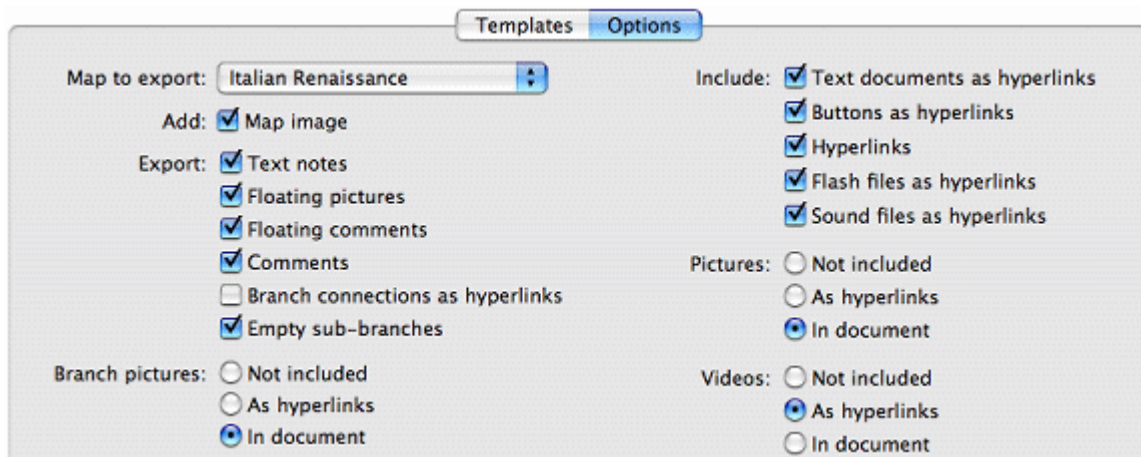 Templates Options
Map to export: Italian Renaissance
Add: Map image
Export: Text notes
Floating pictures
Floating comments
Comments
Branch connections as hyperlinks
Empty sub-branches
Branch pictures: Not included
As hyperlinks
In document
Include: Text documents as hyperlinks
Buttons as hyperlinks
Hyperlinks
Flash files as hyperlinks
Sound files as hyperlinks
Pictures: Not included
As hyperlinks
In document
Videos: Not included
As hyperlinks
In document